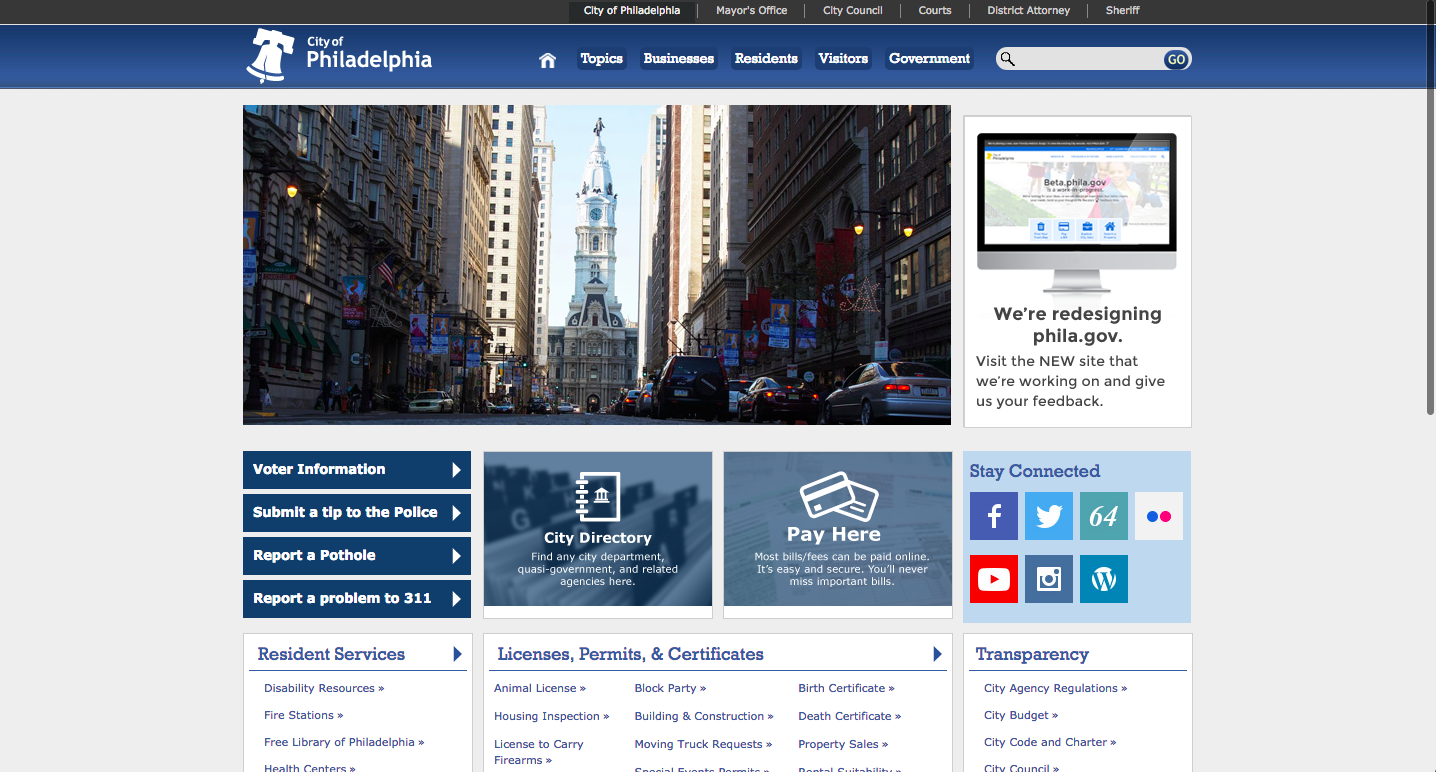 City of Philadelphia
Mayor's Office
City Council
Courts
District Attorney
Sheriff
City of
Philadelphia
Topics
Businesses
Residents
Visitors
Government
GO
Beta.phila.gov
is a work-in-progress.
We're redesigning
phila.gov.
Visit the NEW site that
we're working on and give
us your feedback.
Voter Information
Submit a tip to the Police
Report a Pothole
Report a problem to 311
G
City Directory
Find any city department,
quasi-government, and related
agencies here.
Pay Here
Most bills/fees can be paid online.
It's easy and secure. You'll never
miss important bills.
Stay Connected
f
64
Resident Services
Disability Resources »
Fire Stations »
Free Library of Philadelphia »
Health Centers »
Licenses, Permits, & Certificates
Animal License »
Block Party »
Birth Certificate »
Housing Inspection »
Building & Construction »
Death Certificate »
License to Carry
Firearms »
Moving Truck Requests »
Property Sales »
Special Events Permits »
Rental Suitability »
Transparency
City Agency Regulations »
City Budget »
City Code and Charter »
City Council »